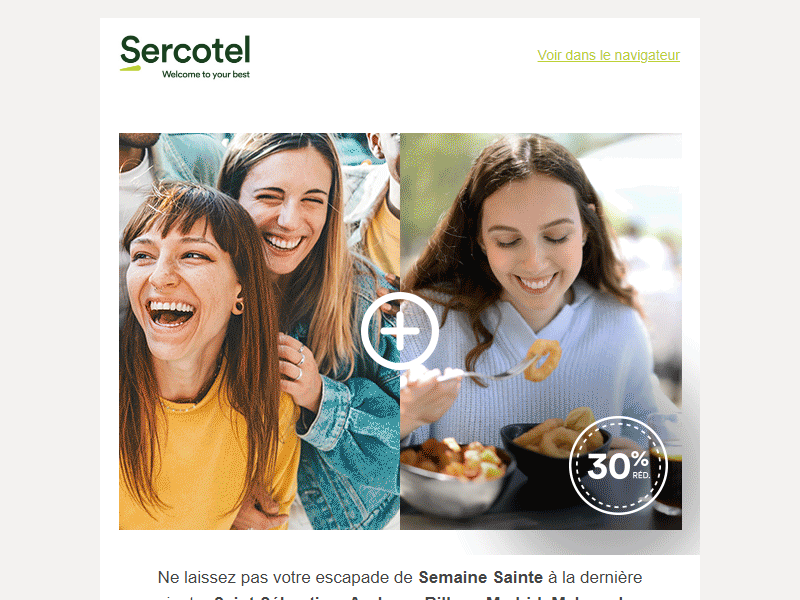 Sercotel
Welcome to your best
Voir dans le navigateur
30%
RÉD.
Ne laissez pas votre escapade de Semaine Sainte à la dernière